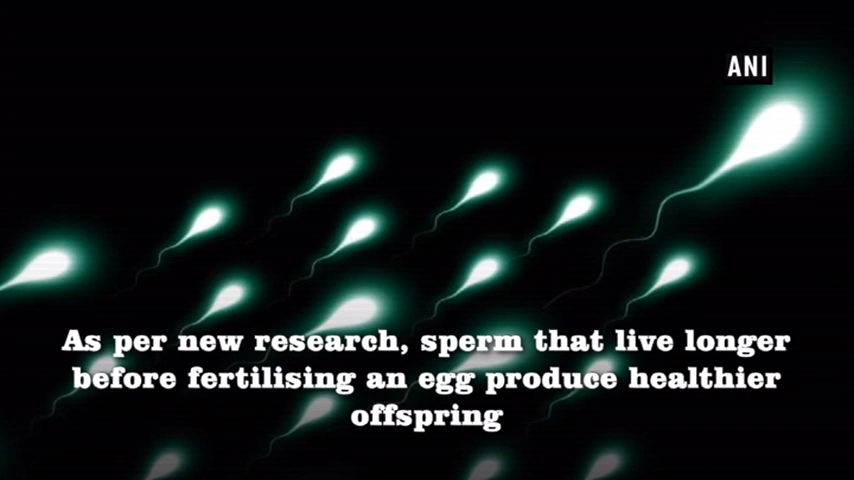 ANI
As per new research, sperm that live longer
before fertilising an egg produce healthier
offspring